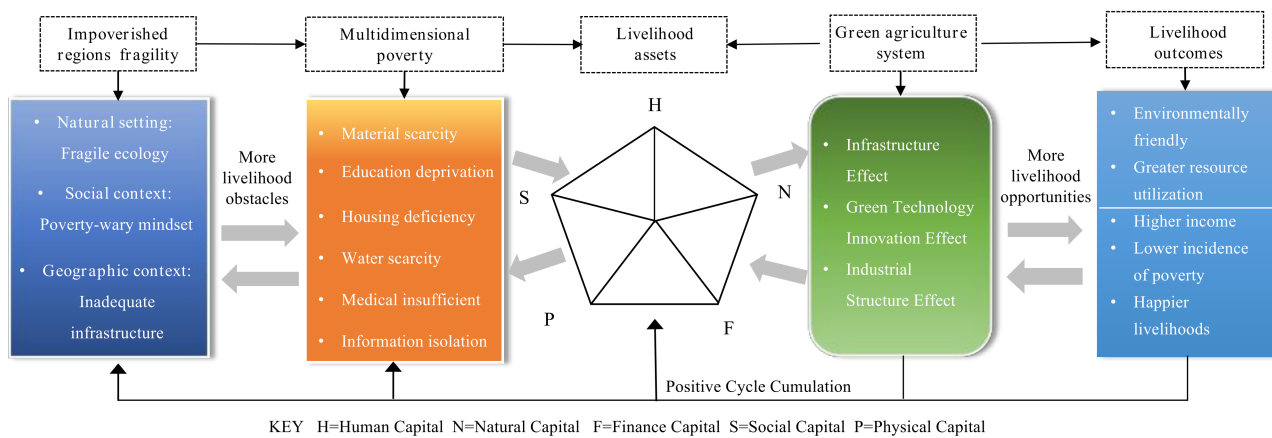 Impoverished
regions fragility
Multidimensional
poverty
Livelihood
assets
Green agriculture
system
Livelihood
outcomes
• Natural setting:
Fragile ecology
• Social context:
Poverty-wary mindset
• Geographic context:
Inadequate
infrastructure
More
livelihood
obstacles
• Material scarcity
• Education deprivation
• Housing deficiency
• Water scarcity
• Medical insufficient
• Information isolation
H
S
N
P
F
• Infrastructure
Effect
• Green Technology
Innovation Effect
• Industrial
Structure Effect
More
livelihood
opportunities
• Environmentally
friendly
• Greater resource
utilization
• Higher income
• Lower incidence
of poverty
• Happier
livelihoods
Positive Cycle Cumulation
KEY H=Human Capital N=Natural Capital F=Finance Capital S=Social Capital P=Physical Capital